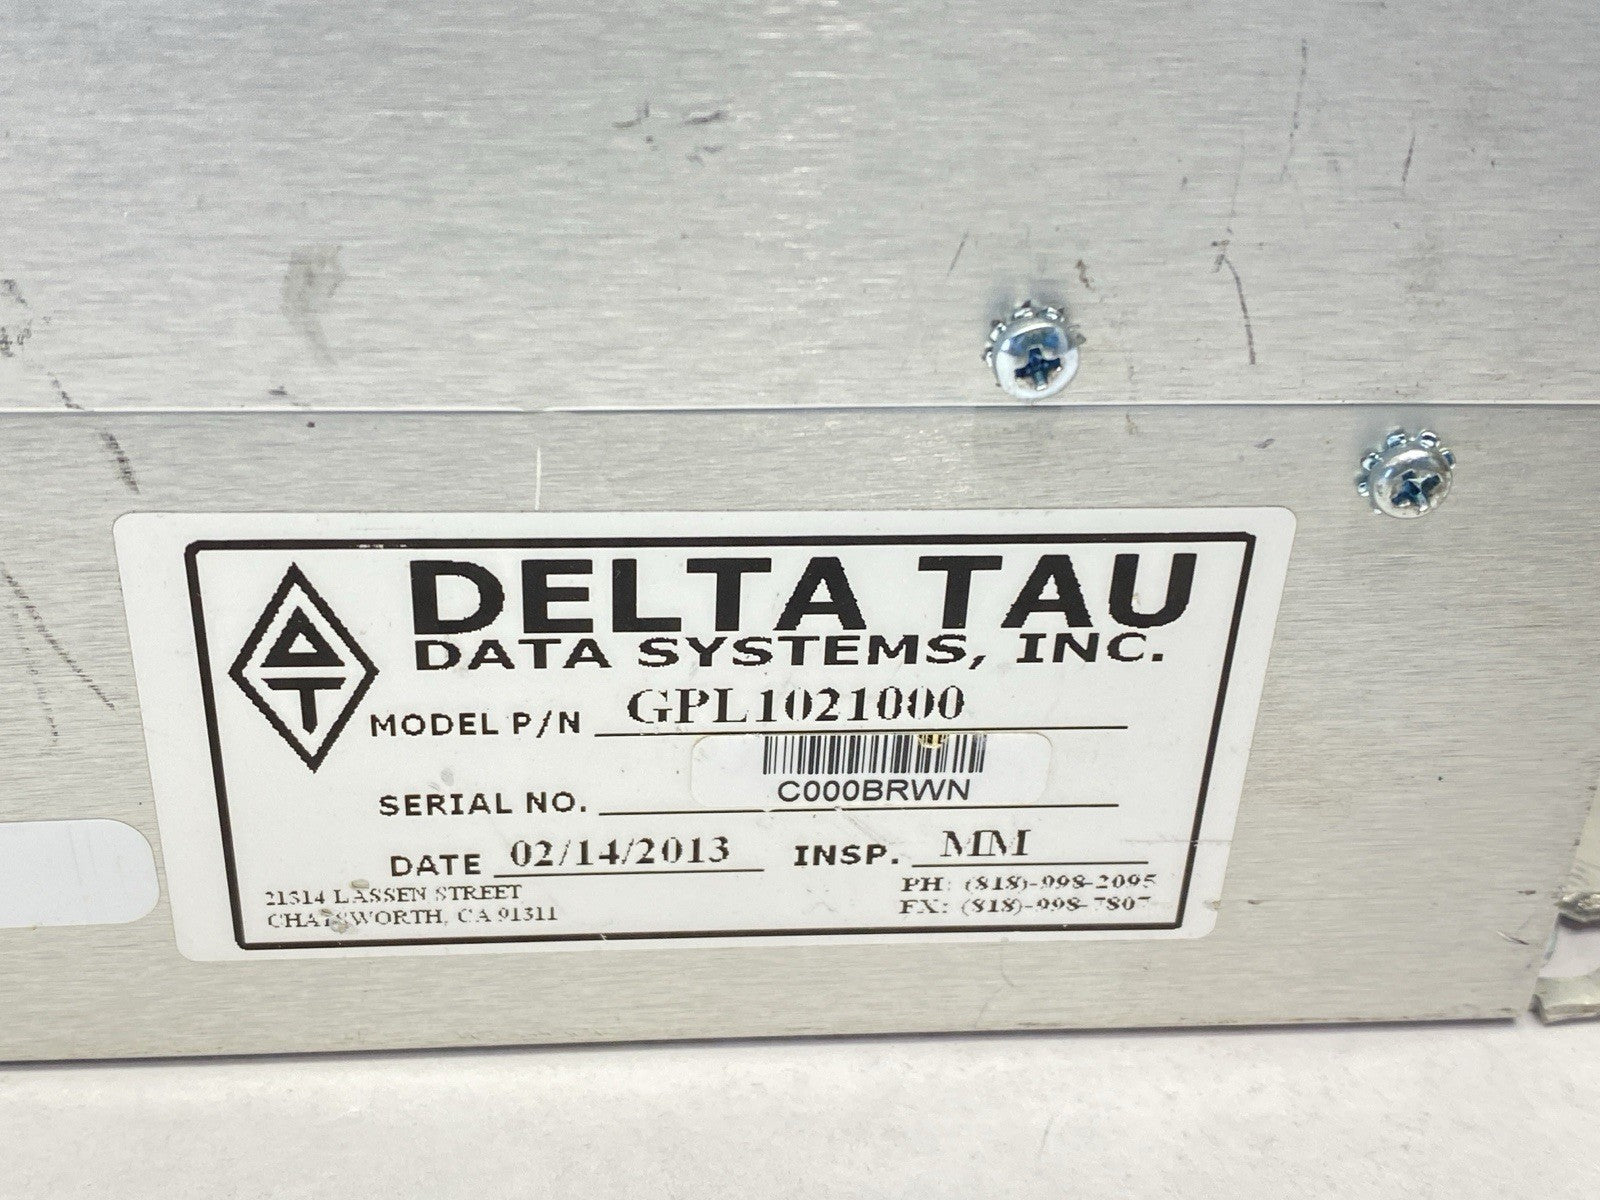 DELTA TAU
DATA SYSTEMS, INC.
MODEL P/N GPL1021000
C000BRWN
SERIAL NO.
DATE 02/14/2013 INSP. MM
21314 LASSEN STREET
CHATSWORTH, CA 91311
PH: (818)-998-2095
FX: (818)-998-7807